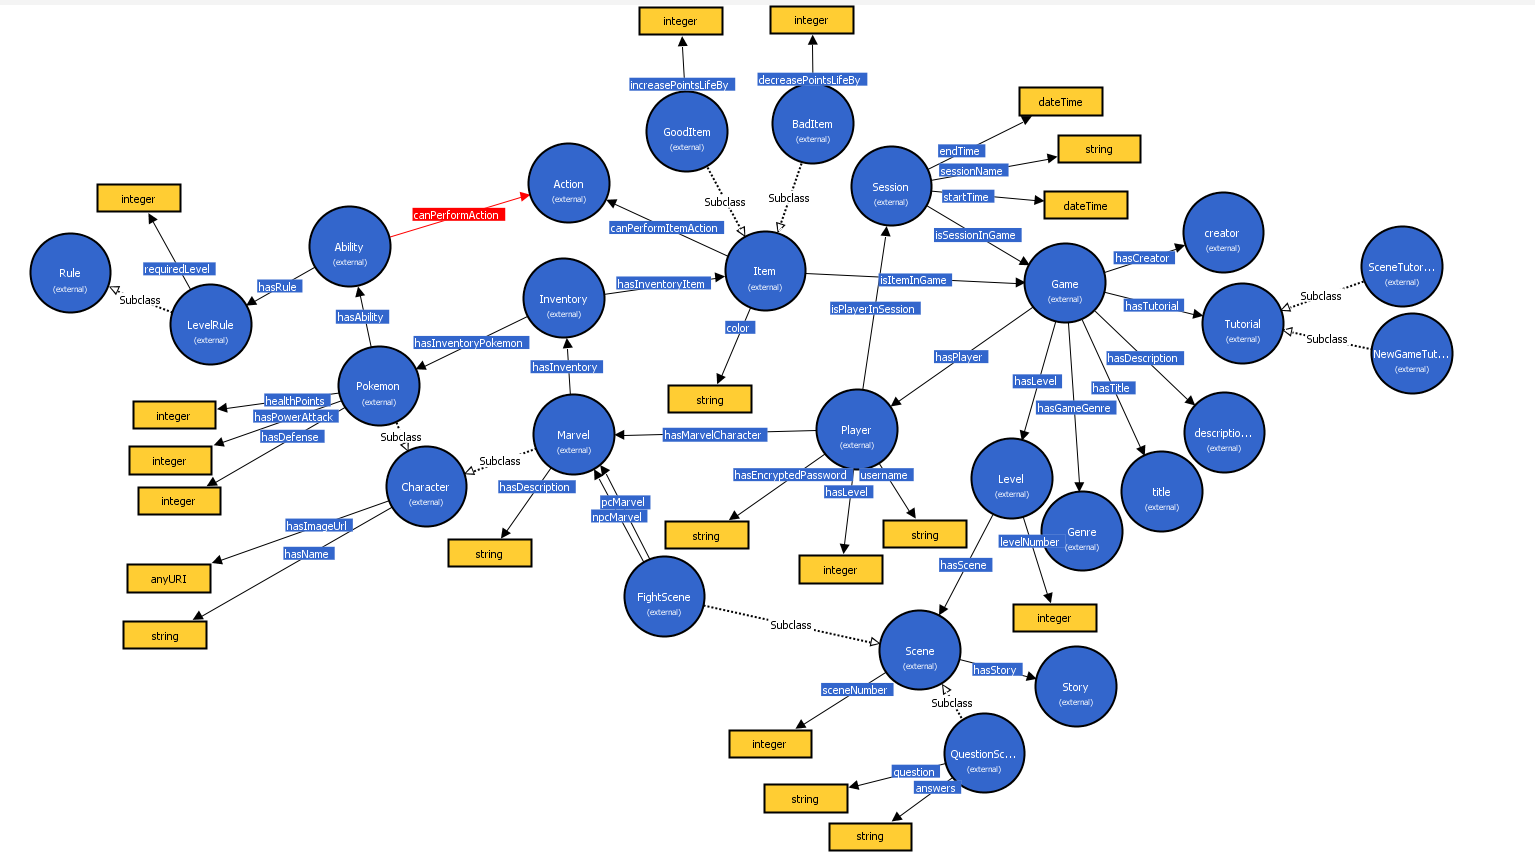 integer
integer
increasePointsLifeBy
decreasePointsLifeBy
dateTime
GoodItem
(external)
BadItem
(external)
endTime
string
sessionName
Action
(external)
Session
(external)
startTime
dateTime
integer
Subclass
Subclass
canPerformAction
canPerformItemAction
isSessionInGame
creator
(external)
hasCreator
Ability
(external)
Rule
(external)
requiredLevel
Item
(external)
isItemInGame
Game
(external)
SceneTutor...
(external)
hasRule
Subclass
Inventory
(external)
hasInventoryItem
isPlayerInSession
hasTutorial
Subclass
LevelRule
(external)
hasAbility
color
Tutorial
(external)
Subclass
hasInventoryPokemon
hasPlayer
hasDescription
NewGameTut...
(external)
hasInventory
Pokemon
(external)
hasLevel
hasTitle
healthPoints
string
hasGameGenre
integer
hasPowerAttack
hasDefense
Subclass
Marvel
(external)
hasMarvelCharacter
Player
(external)
descriptio...
(external)
integer
Subclass
hasEncryptedPassword
username
Level
(external)
Character
(external)
hasDescription
hasLevel
title
(external)
integer
pcMarvel
npcMarvel
hasImageUrl
string
string
levelNumber
Genre
(external)
hasName
string
hasScene
anyURI
integer
FightScene
(external)
integer
string
Subclass
Scene
(external)
hasStory
Story
(external)
sceneNumber
Subclass
integer
QuestionSc...
(external)
question
answers
string
string